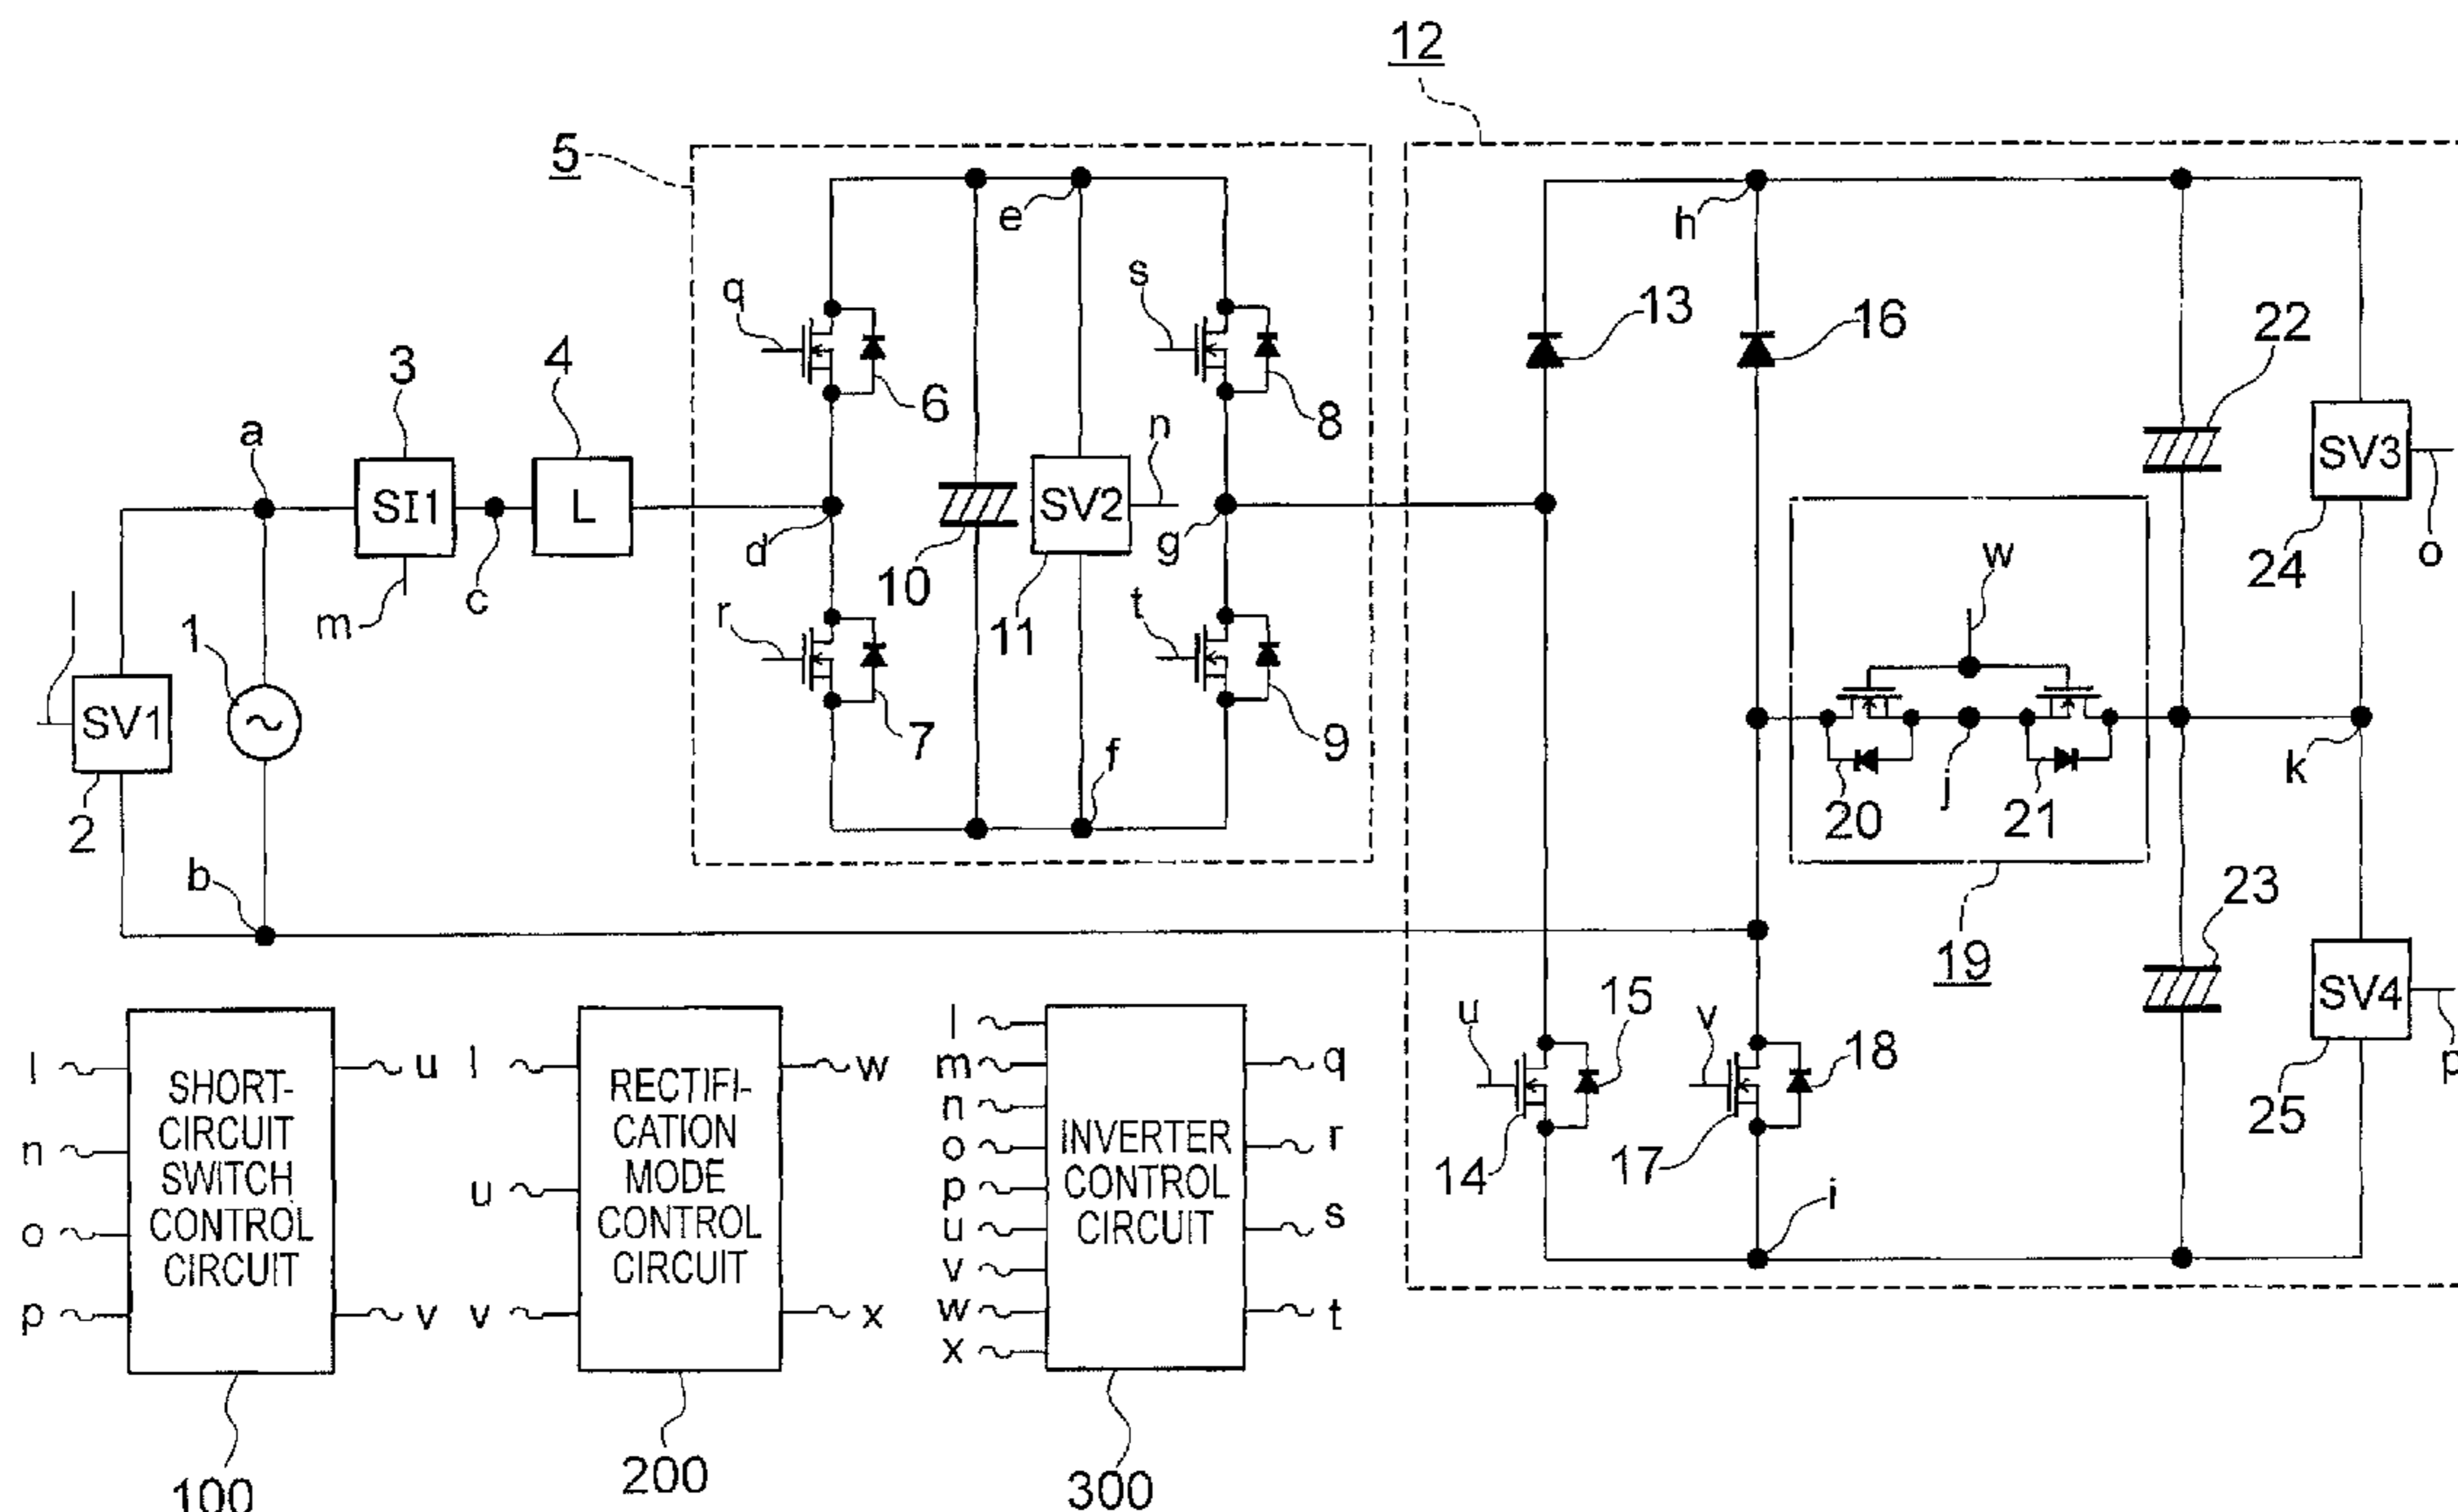 12
5
e
h
q
s
13
16
22
3
4
6
8
n
a
SI1
L
SV2
SV3
d
g
w
24
o
m
c
10
11
l
1
r
t
SV1
7
9
f
j
k
20
21
2
b
23
19
15
u
v
18
SV4
p
14
17
25
i
l
n
o
p
SHORT-
CIRCUIT
SWITCH
CONTROL
CIRCUIT
u
v
100
l
u
v
RECTIFI-
CATION
MODE
CONTROL
CIRCUIT
w
x
200
l
m
n
o
p
u
v
w
x
INVERTER
CONTROL
CIRCUIT
q
r
s
t
300